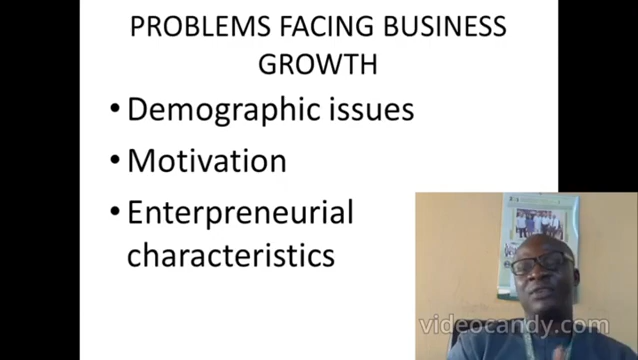 PROBLEMS FACING BUSINESS
GROWTH
• Demographic issues
• Motivation
• Enterpreneurial
characteristics
videocandy.com